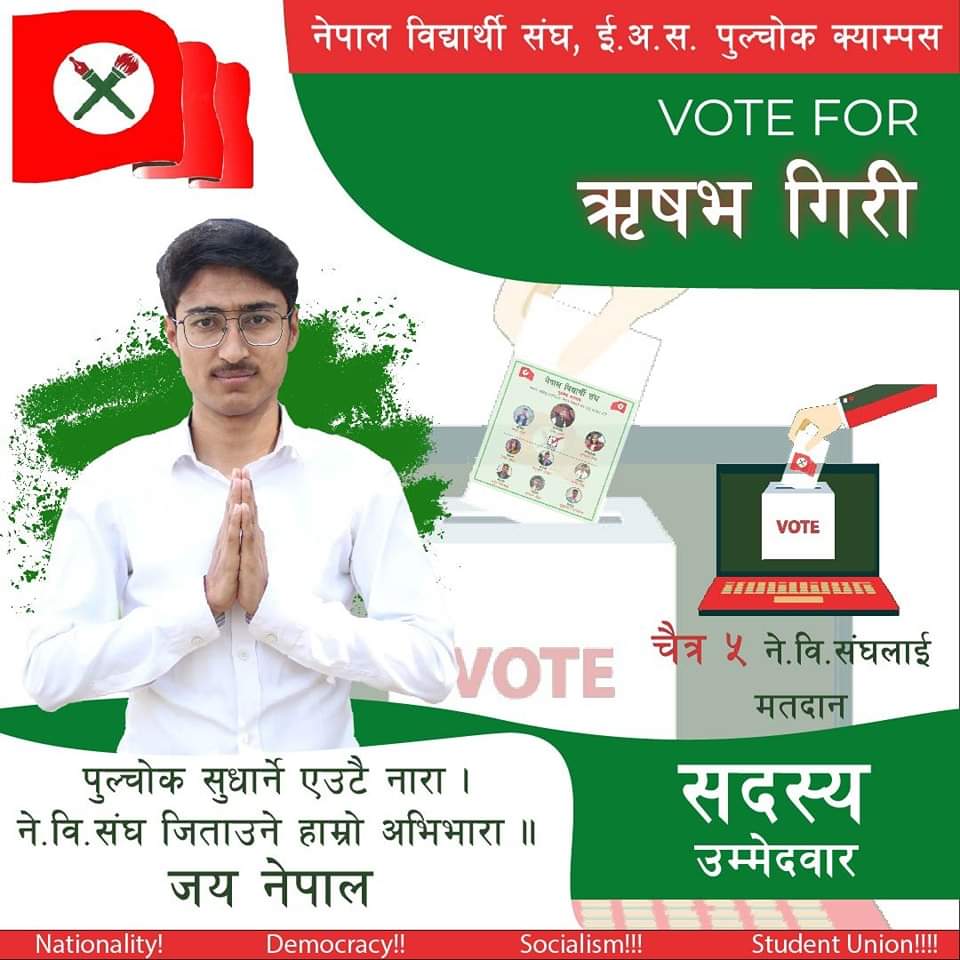 नेपाल विद्यार्थी संघ, ई.अ.स. पुल्चोक क्याम्पस
VOTE FOR
ऋषभ गिरी
नेपाल विद्यार्थी संघ
VOTE
VOTE
चैत्र ५ ने.वि.संघलाई
मतदान
पुल्चोक सुधार्ने एउटै नारा ।
ने.वि.संघ जिताउने हाम्रो अभिभारा ॥
जय नेपाल
सदस्य
उम्मेदवार
Nationality! Democracy!! Socialism!!! Student Union!!!!